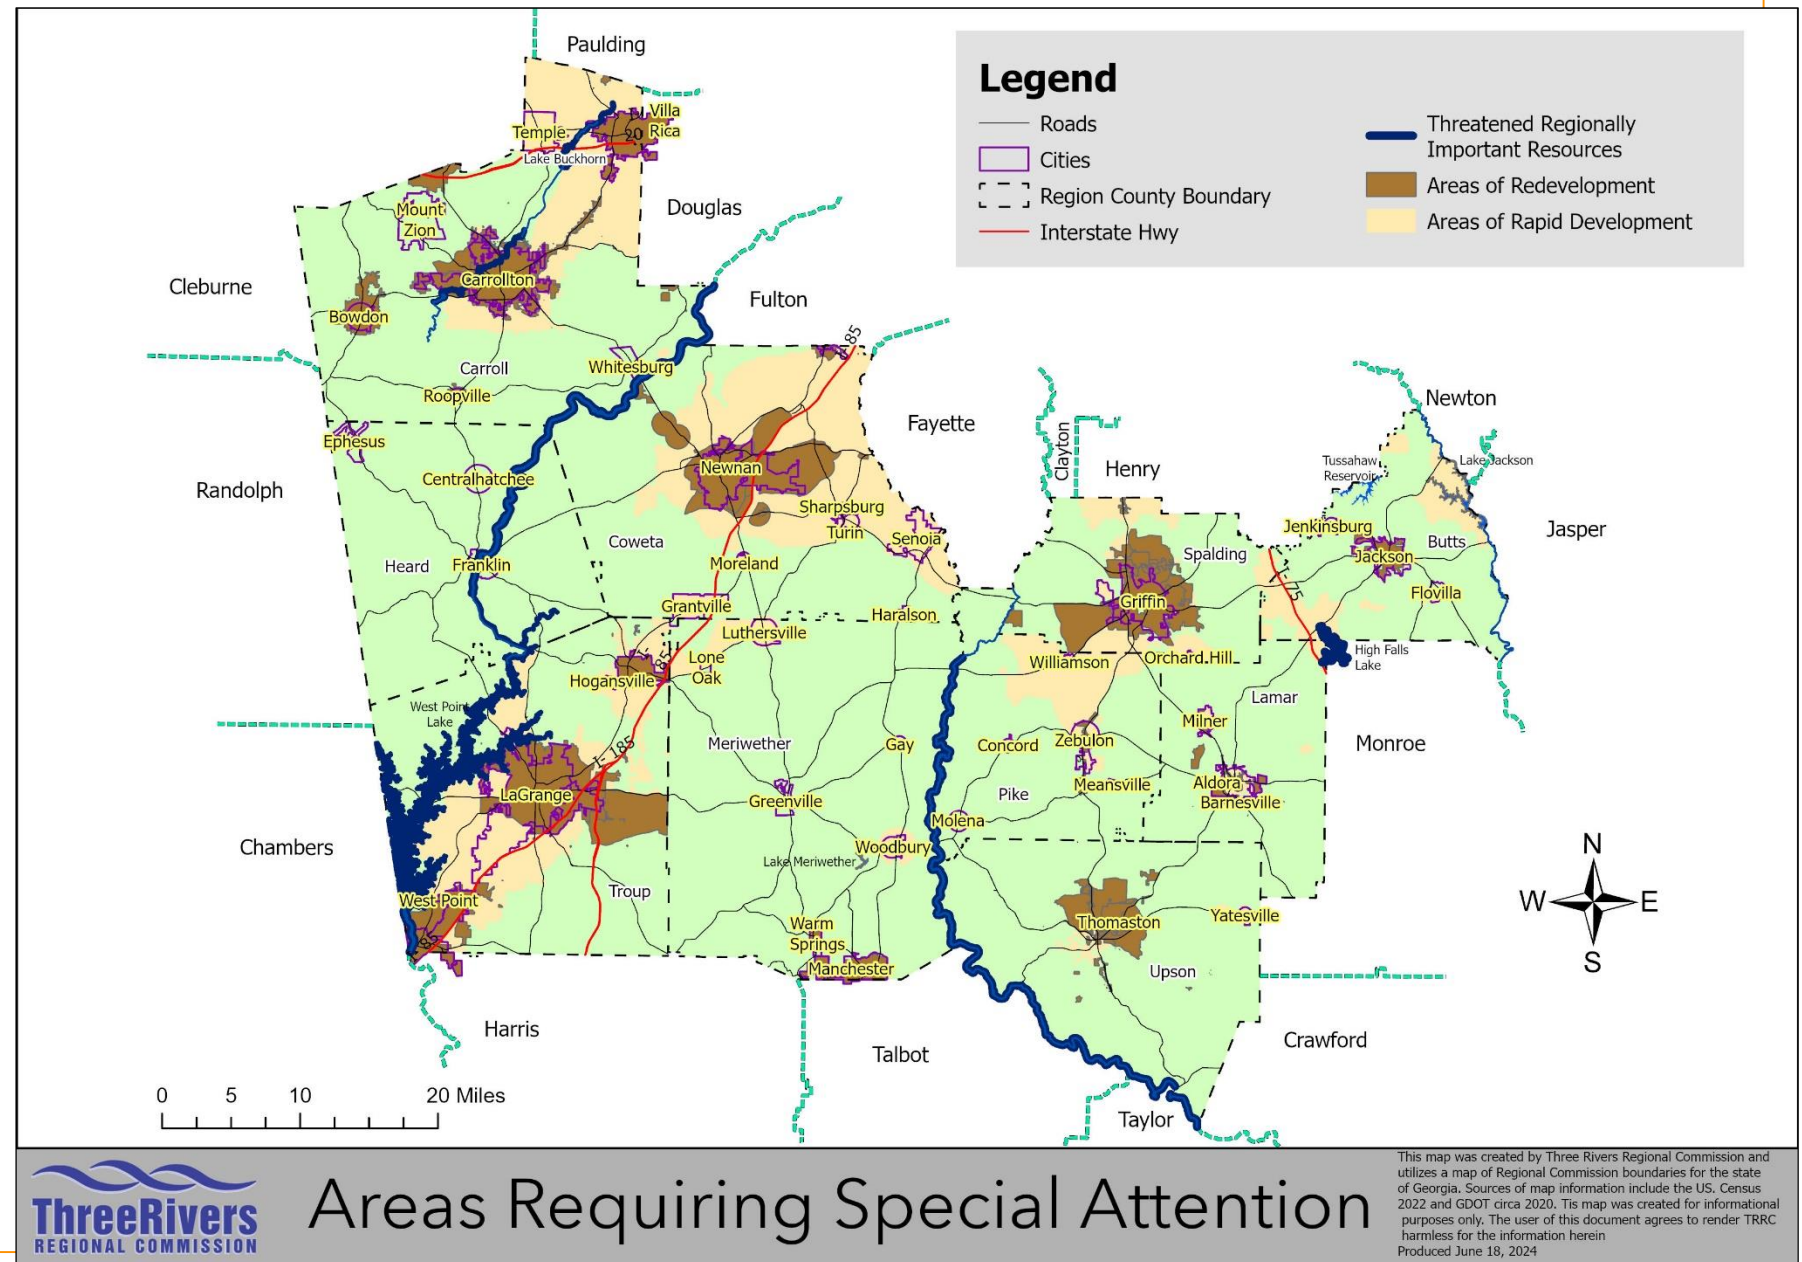 Paulding
Villa
Rica
Temple
20
Lake Buckhorn
Mount
Zion
Douglas
Carrollton
Cleburne
Bowdon
Fulton
85
Carroll
Whitesburg
Roopville
Ephesus
Fayette
Centralhatchee
Newnan
Randolph
Sharpsburg
Turin
Senoia
Coweta
Heard
Franklin
Moreland
Grantville
Haralson
Luthersville
I-85
Lone
Oak
Hogansville
West Point
Lake
I-185
Meriwether
Gay
LaGrange
Greenville
Chambers
Woodbury
Lake Meriwether
Troup
West Point
85
Warm
Springs
Manchester
Harris
Talbot
Clayton
Henry
Newton
Tussahaw
Reservoir
Lake Jackson
Jenkinsburg
Jasper
Spalding
Butts
Jackson
I-75
Griffin
Flovilla
Williamson
Orchard Hill
High Falls
Lake
Lamar
Milner
Concord
Zebulon
Monroe
Meansville
Aldora
Barnesville
Pike
Molena
Thomaston
Yatesville
Upson
Crawford
Taylor
Legend
Roads
Cities
Region County Boundary
Interstate Hwy
Threatened Regionally
Important Resources
Areas of Redevelopment
Areas of Rapid Development
N
W
E
S
0 5 10 20 Miles
ThreeRivers
REGIONAL COMMISSION
Areas Requiring Special Attention
This map was created by Three Rivers Regional Commission and
utilizes a map of Regional Commission boundaries for the state
of Georgia. Sources of map information include the US. Census
2022 and GDOT circa 2020. Tis map was created for informational
purposes only. The user of this document agrees to render TRRC
harmless for the information herein
Produced June 18, 2024